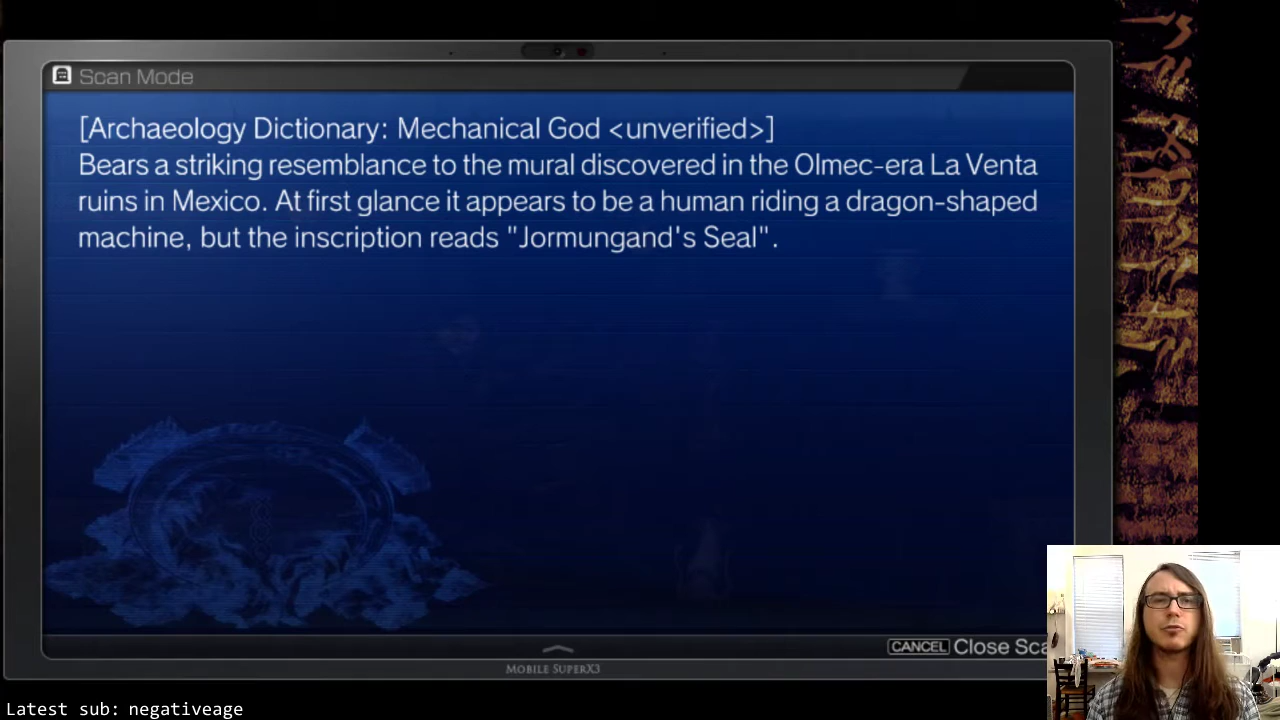 Scan Mode
[Archaeology Dictionary: Mechanical God <unverified>]
Bears a striking resemblance to the mural discovered in the Olmec-era La Venta
ruins in Mexico. At first glance it appears to be a human riding a dragon-shaped
machine, but the inscription reads "Jormungand's Seal".
CANCEL Close Sca
MOBILE SUPERX3
Latest sub: negativeage